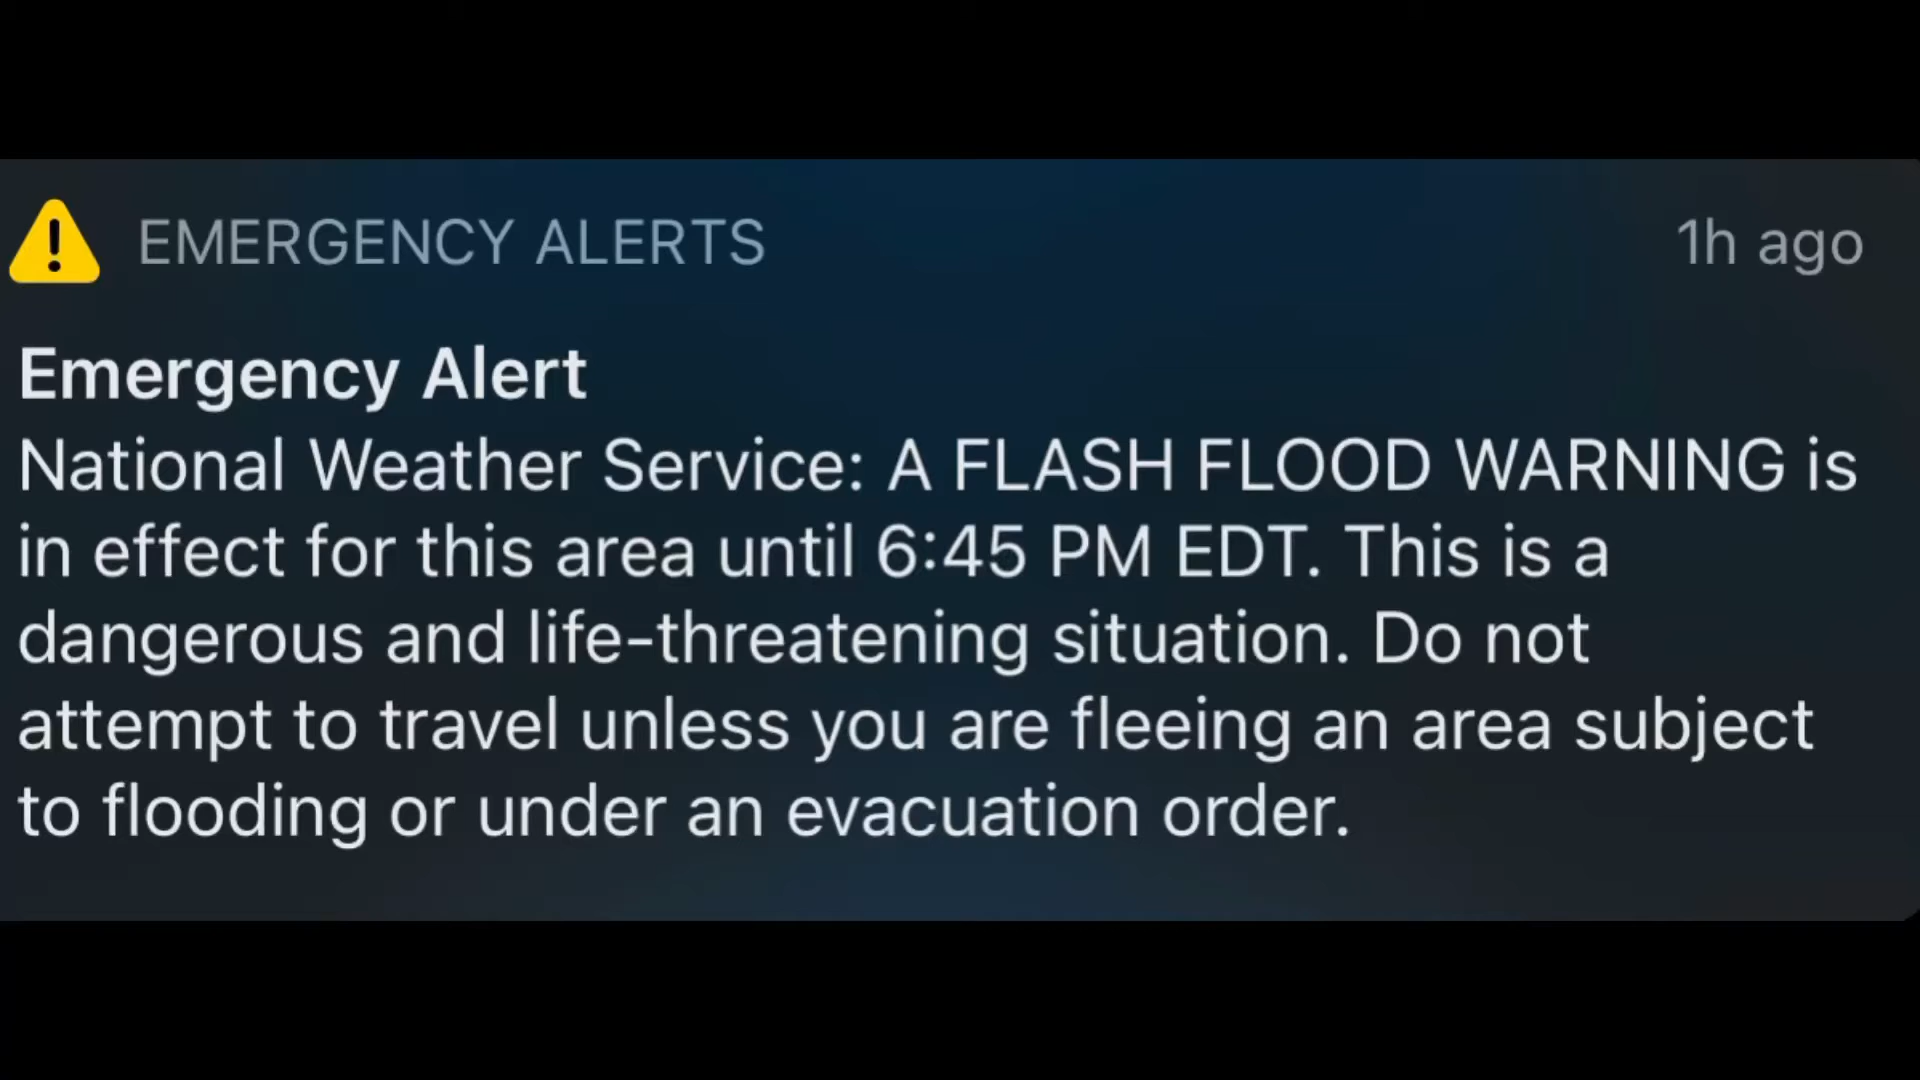 EMERGENCY ALERTS 1h ago
Emergency Alert
National Weather Service: A FLASH FLOOD WARNING is
in effect for this area until 6:45 PM EDT. This is a
dangerous and life-threatening situation. Do not
attempt to travel unless you are fleeing an area subject
to flooding or under an evacuation order.